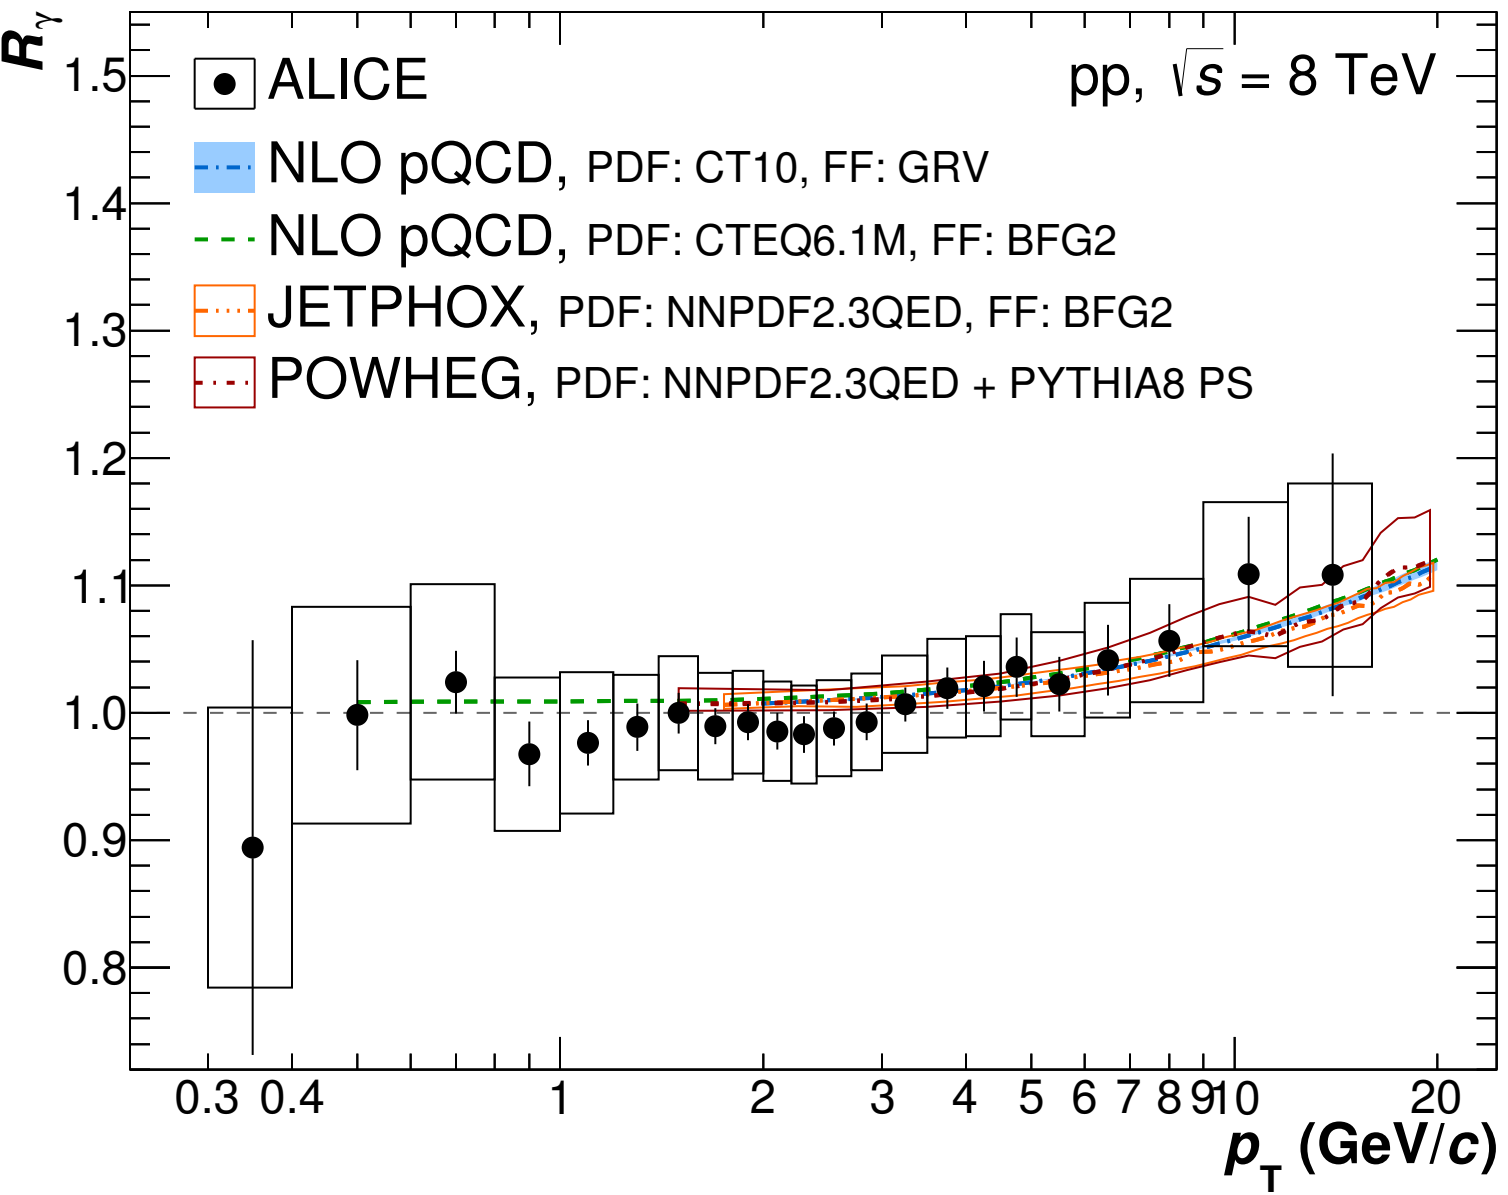 R_γ
1.5
1.4
1.3
1.2
1.1
1.0
0.9
0.8
pp, √s = 8 TeV
ALICE
NLO pQCD, PDF: CT10, FF: GRV
NLO pQCD, PDF: CTEQ6.1M, FF: BFG2
JETPHOX, PDF: NNPDF2.3QED, FF: BFG2
POWHEG, PDF: NNPDF2.3QED + PYTHIA8 PS
0.3 0.4 1 2 3 4 5 6 7 8 9 10 20
p_T (GeV/c)